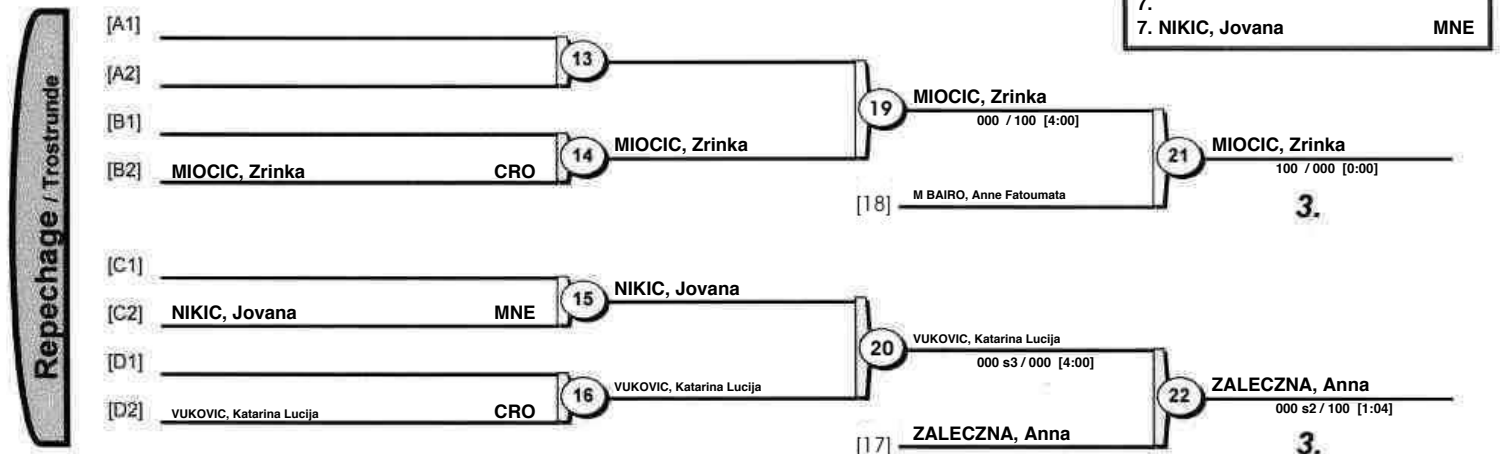 7.
7. NIKIC, Jovana MNE
Repechage / Trostrunde
[A1]
13
[A2]
19
MIOCIC, Zrinka
000 / 100 [4:00]
[B1]
14
MIOCIC, Zrinka
21
MIOCIC, Zrinka
100 / 000 [0:00]
[B2] MIOCIC, Zrinka CRO
[18] M BAIRO, Anne Fatoumata
3.
[C1]
15
NIKIC, Jovana
[C2] NIKIC, Jovana MNE
20
VUKOVIC, Katarina Lucija
000 s3 / 000 [4:00]
[D1]
16
VUKOVIC, Katarina Lucija
22
ZALECZNA, Anna
000 s2 / 100 [1:04]
[D2] VUKOVIC, Katarina Lucija CRO
[17] ZALECZNA, Anna
3.